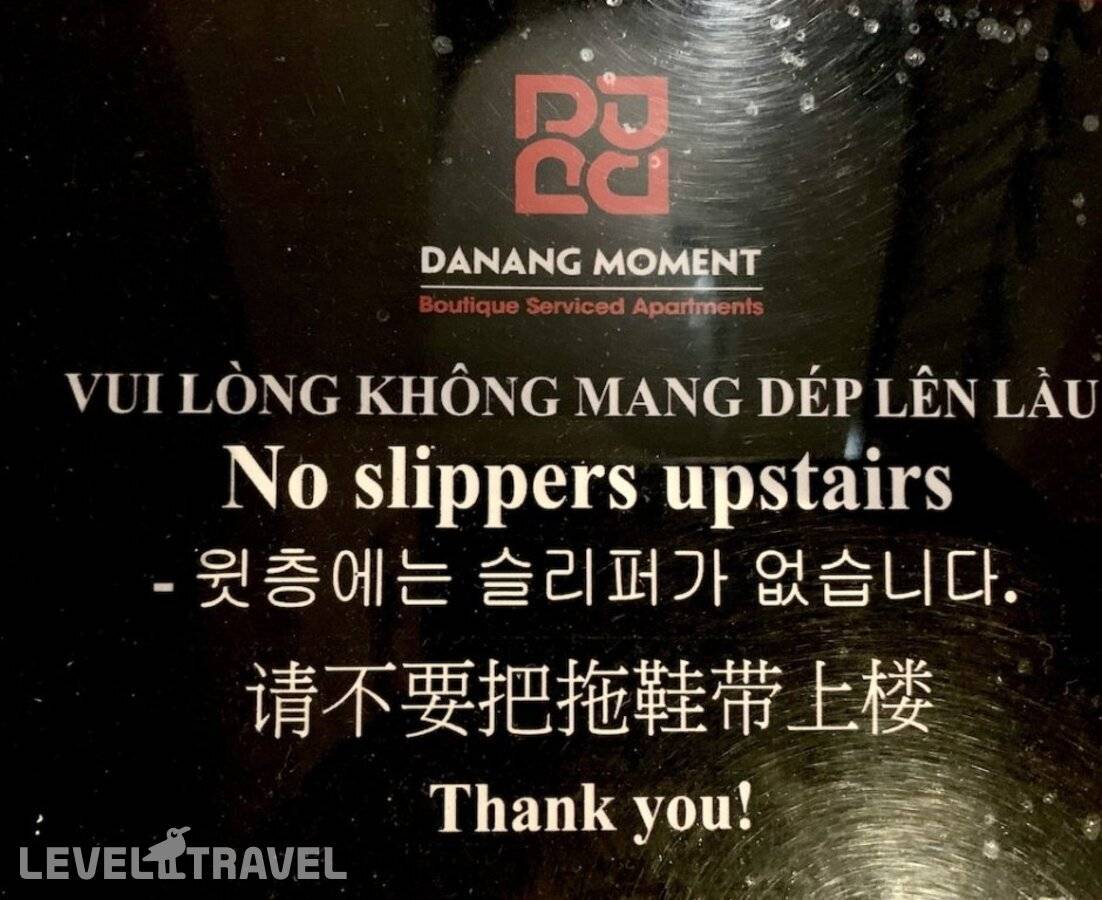 DANANG MOMENT
Boutique Serviced Apartments
VUI LÒNG KHÔNG MANG DÉP LÊN LẦU
No slippers upstairs
- 윗층에는 슬리퍼가 없습니다.
请不要把拖鞋带上楼
Thank you!
LEVEL TRAVEL